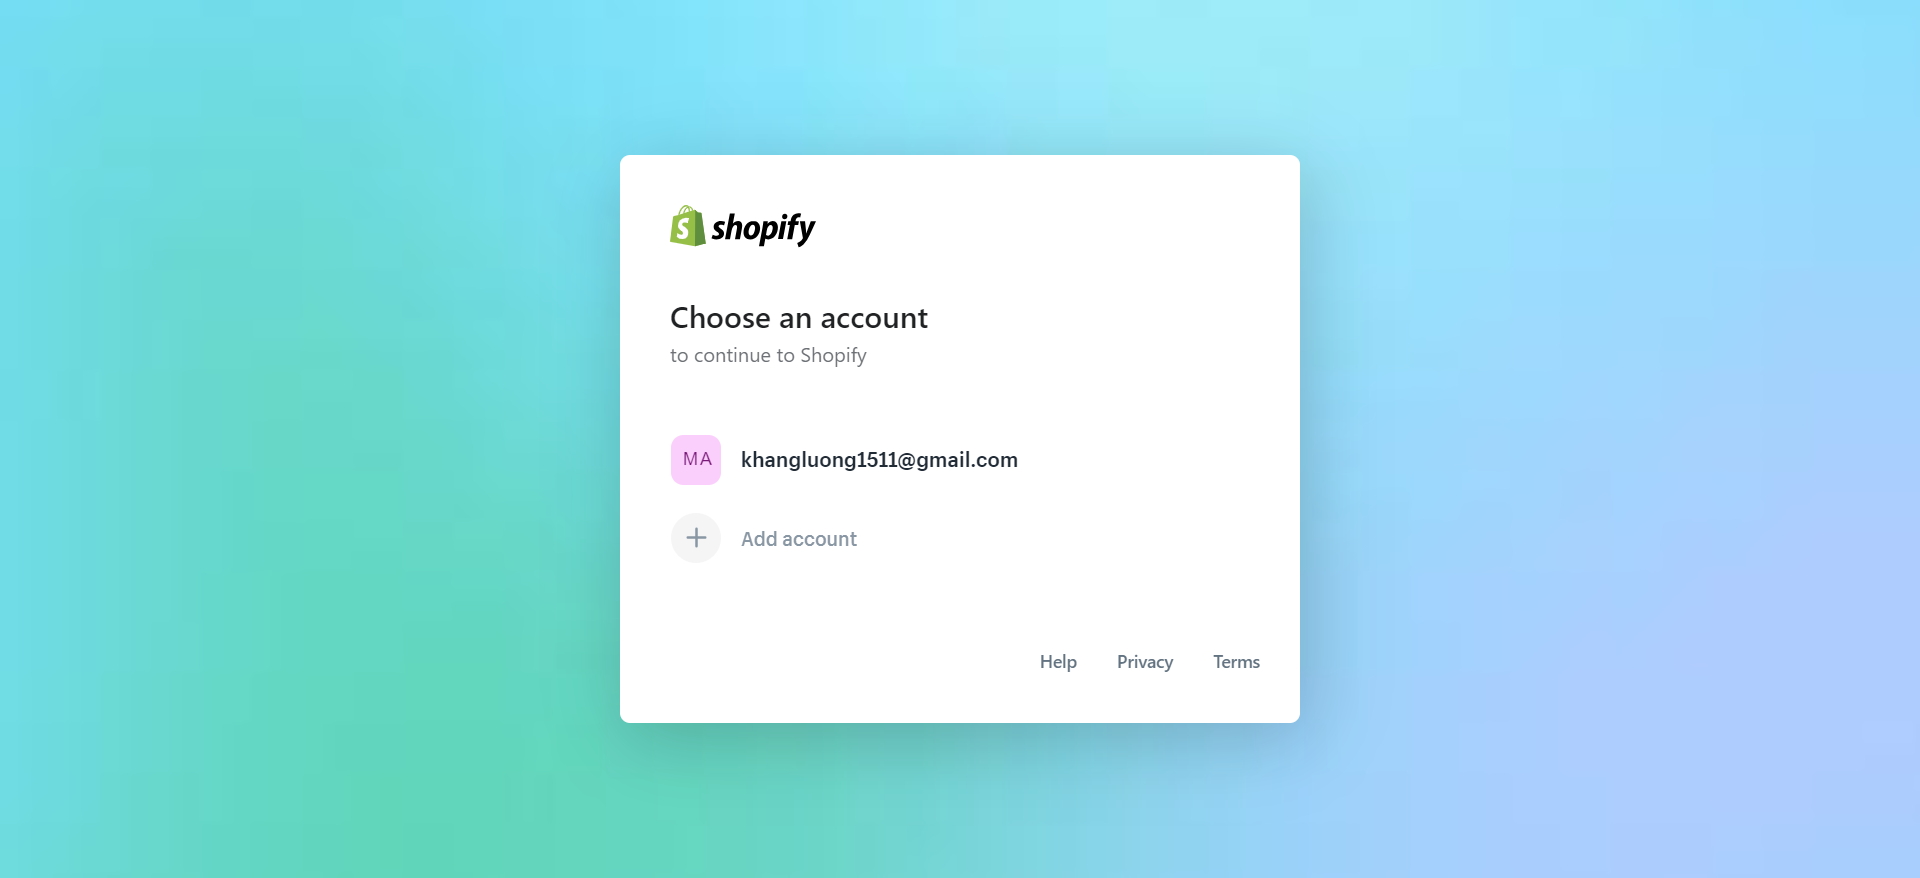 shopify
Choose an account
to continue to Shopify
MA khangluong1511@gmail.com
Add account
Help Privacy Terms